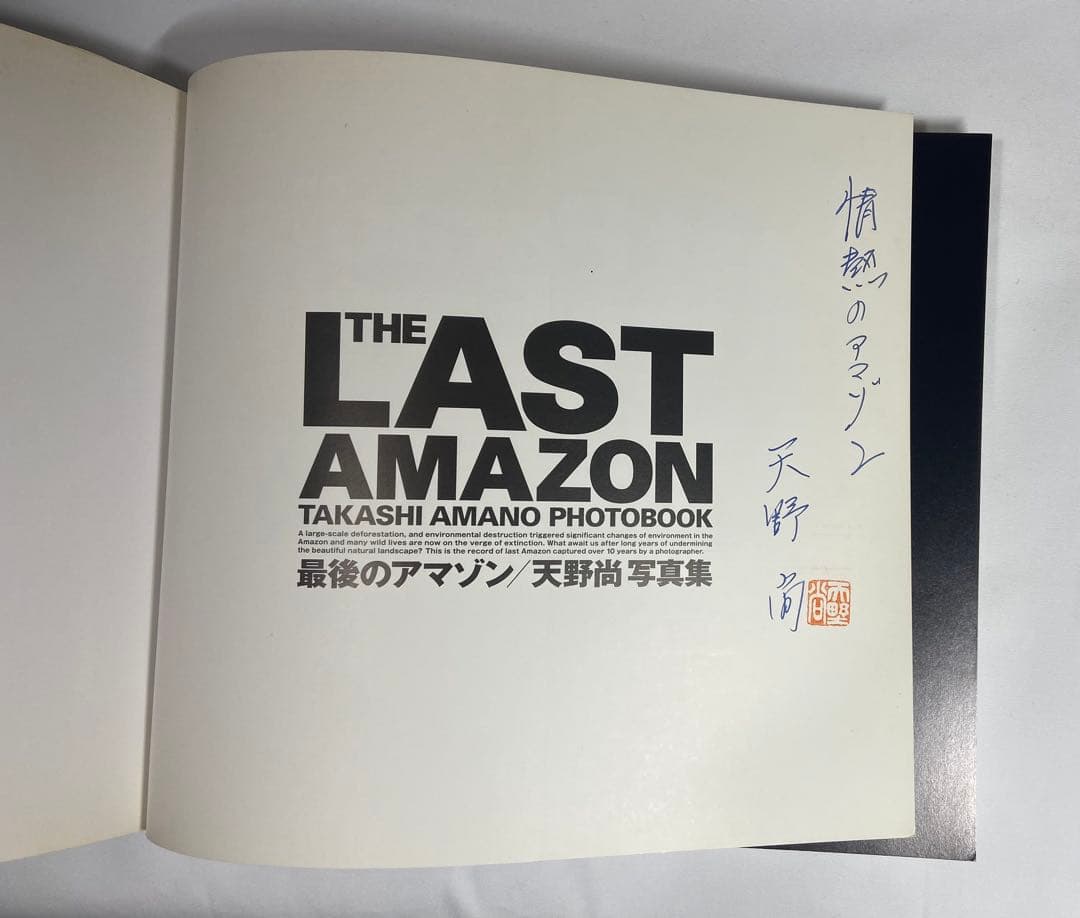 THE
LAST
AMAZON
TAKASHI AMANO PHOTOBOOK
A large-scale deforestation, and environmental destruction triggered significant changes of environment in the
Amazon and many wild lives are now on the verge of extinction. What await us after long years of undermining
the beautiful natural landscape? This is the record of last Amazon captured over 10 years by a photographer.
最後のアマゾン/天野尚 写真集
情熱のアマゾン
天野尚
天野尚